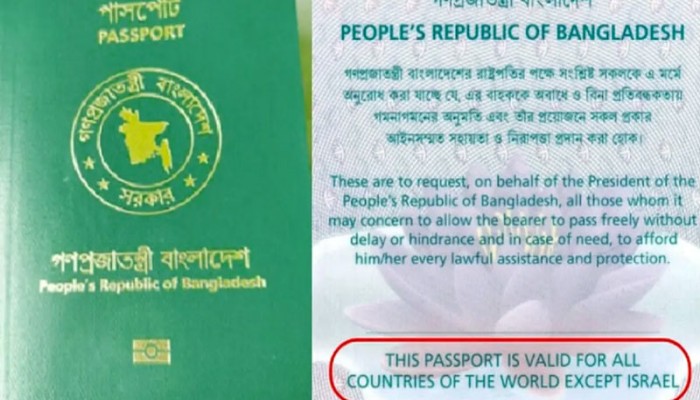 পাসপোর্ট
PASSPORT
গণপ্রজাতন্ত্রী বাংলাদেশ
সরকার
গণপ্রজাতন্ত্রী বাংলাদেশ
People's Republic of Bangladesh
গণপ্রজাতন্ত্রী বাংলাদেশ
PEOPLE'S REPUBLIC OF BANGLADESH
গণপ্রজাতন্ত্রী বাংলাদেশের রাষ্ট্রপতির পক্ষে সংশ্লিষ্ট সকলকে এ মর্মে
অনুরোধ করা যাচ্ছে যে, এর বাহককে অবাধে ও বিনা প্রতিবন্ধকতায়
গমনাগমনের অনুমতি এবং তাঁর প্রয়োজনে সকল প্রকার
আইনসম্মত সহায়তা ও নিরাপত্তা প্রদান করা হোক।
These are to request, on behalf of the President of the
People's Republic of Bangladesh, all those whom it
may concern to allow the bearer to pass freely without
delay or hindrance and in case of need, to afford
him/her every lawful assistance and protection.
THIS PASSPORT IS VALID FOR ALL
COUNTRIES OF THE WORLD EXCEPT ISRAEL